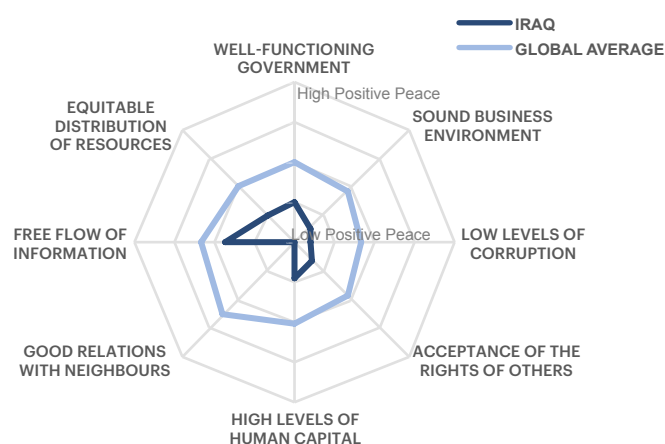 IRAQ
GLOBAL AVERAGE
WELL-FUNCTIONING
GOVERNMENT
High Positive Peace
EQUITABLE
DISTRIBUTION
OF RESOURCES
SOUND BUSINESS
ENVIRONMENT
FREE FLOW OF
INFORMATION
Low Positive Peace
LOW LEVELS OF
CORRUPTION
GOOD RELATIONS
WITH NEIGHBOURS
ACCEPTANCE OF THE
RIGHTS OF OTHERS
HIGH LEVELS OF
HUMAN CAPITAL